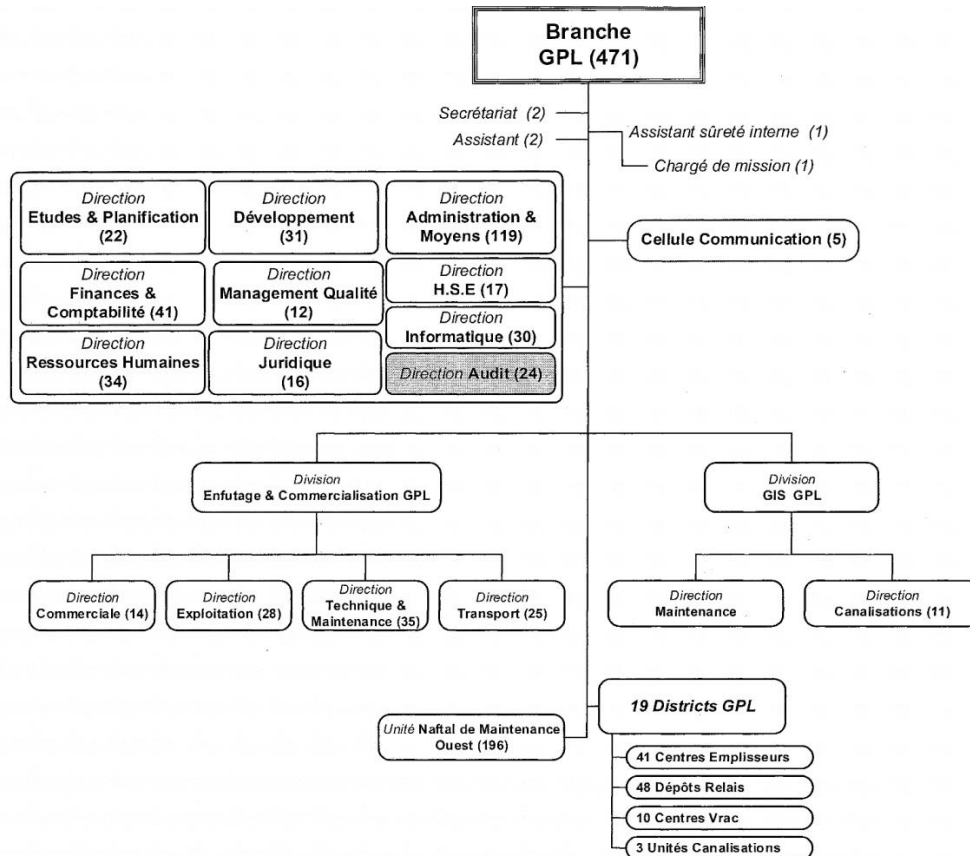 Branche
GPL (471)
Secrétariat (2)
Assistant (2)
Assistant sûreté interne (1)
Chargé de mission (1)
Direction
Etudes & Planification
(22)
Direction
Développement
(31)
Direction
Administration &
Moyens (119)
Cellule Communication (5)
Direction
Finances &
Comptabilité (41)
Direction
Management Qualité
(12)
Direction
H.S.E (17)
Direction
Informatique (30)
Direction
Ressources Humaines
(34)
Direction
Juridique
(16)
Direction Audit (24)
Division
Enfutage & Commercialisation GPL
Division
GIS GPL
Direction
Commerciale (14)
Direction
Exploitation (28)
Direction
Technique &
Maintenance (35)
Direction
Transport (25)
Direction
Maintenance
Direction
Canalisations (11)
Unité Naftal de Maintenance
Ouest (196)
19 Districts GPL
41 Centres Emplisseurs
48 Dépôts Relais
10 Centres Vrac
3 Unités Canalisations